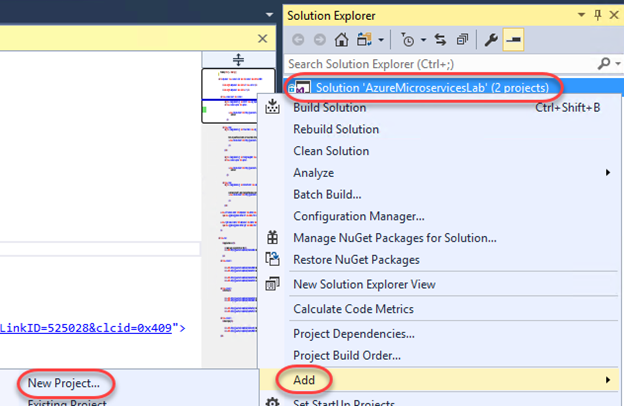 Solution Explorer
Search Solution Explorer (Ctrl+;)
Solution 'AzureMicroservicesLab' (2 projects)
Build Solution Ctrl+Shift+B
Rebuild Solution
Clean Solution
Analyze
Batch Build...
Configuration Manager...
Manage NuGet Packages for Solution...
Restore NuGet Packages
New Solution Explorer View
Calculate Code Metrics
Project Dependencies...
Project Build Order...
Add
Set StartUp Projects
LinkID=525028&clcid=0x409">
New Project...
Existing Project